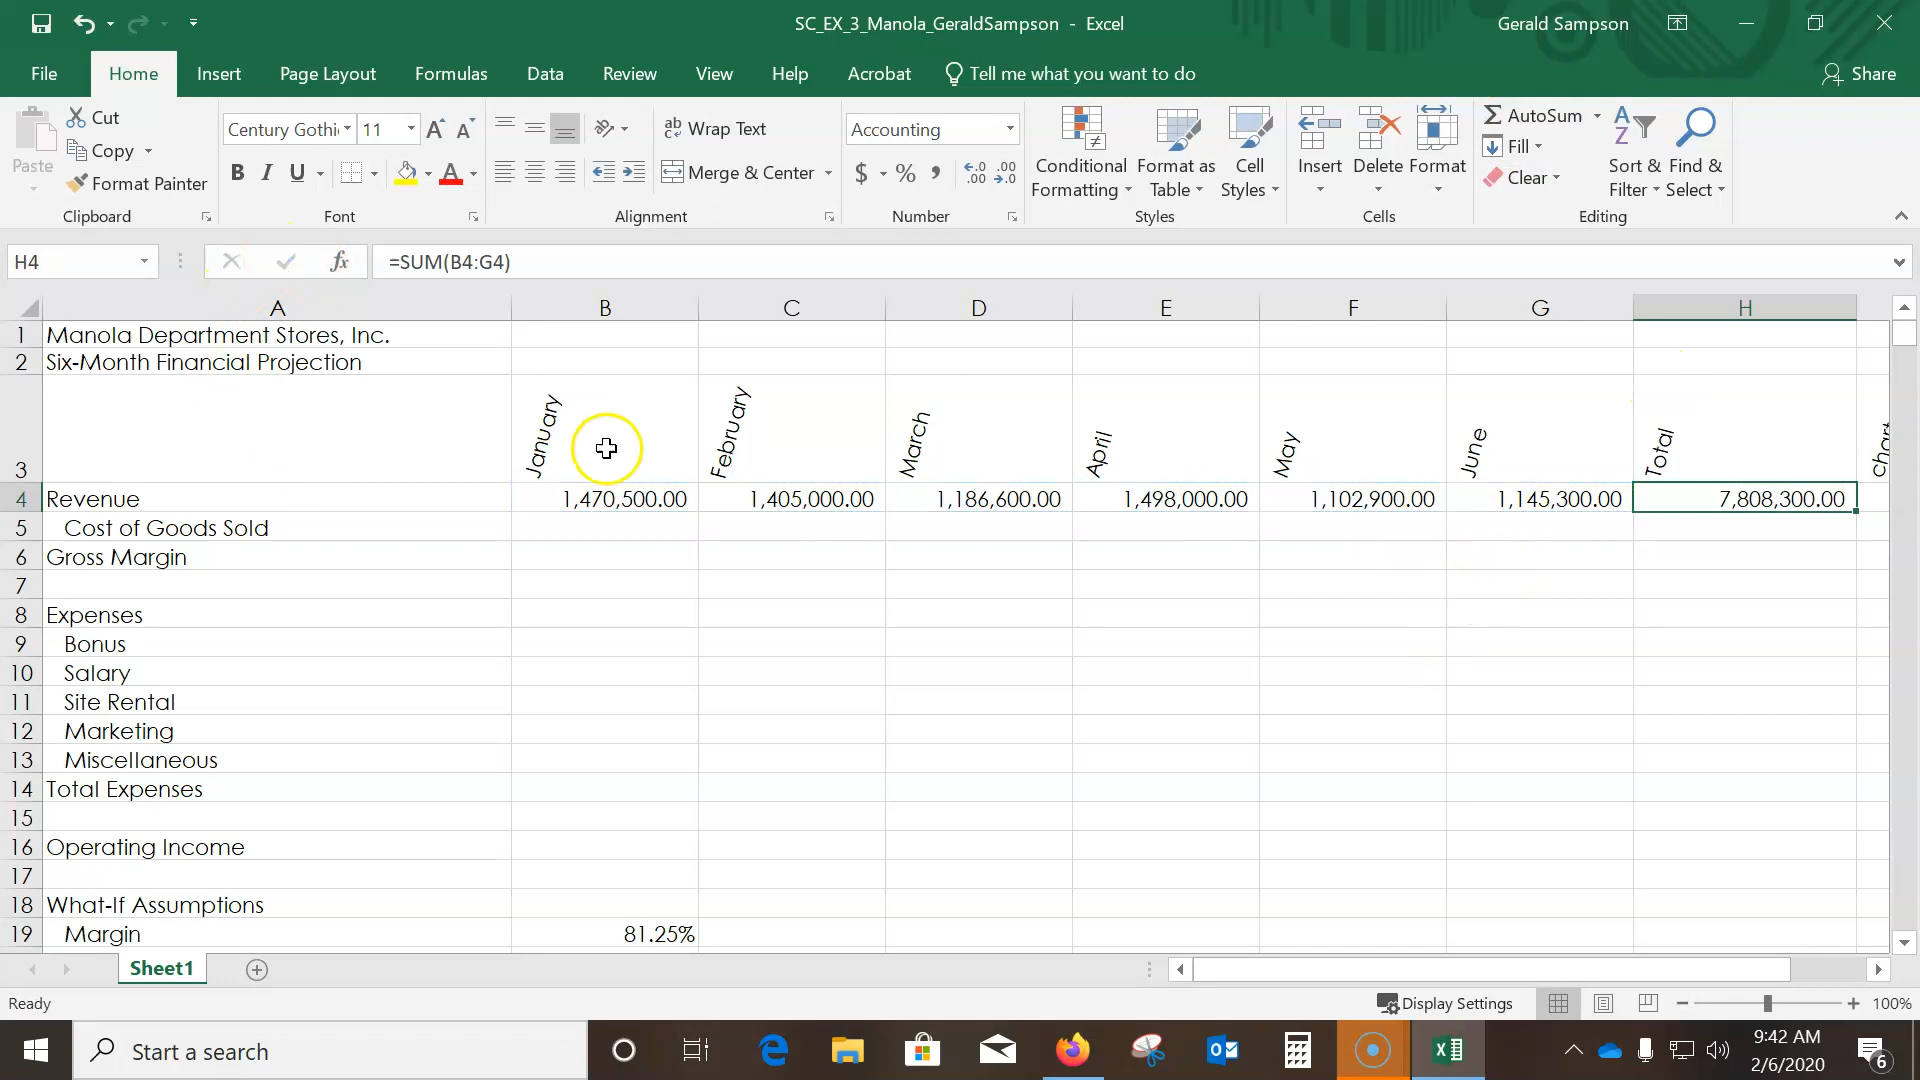 SC_EX_3_Manola_GeraldSampson - Excel
Gerald Sampson
File Home Insert Page Layout Formulas Data Review View Help Acrobat Tell me what you want to do Share
Paste
Cut
Copy
Format Painter
Clipboard
Century Gothi 11
B I U
Font
Wrap Text
Merge & Center
Alignment
Accounting
$ % ,
Number
Conditional Formatting
Format as Table
Cell Styles
Styles
Insert Delete Format
Cells
AutoSum
Fill
Clear
Sort & Filter
Find & Select
Editing
H4 fx =SUM(B4:G4)
A B C D E F G H
1 Manola Department Stores, Inc.
2 Six-Month Financial Projection
3 January February March April May June Total Chart
4 Revenue 1,470,500.00 1,405,000.00 1,186,600.00 1,498,000.00 1,102,900.00 1,145,300.00 7,808,300.00
5 Cost of Goods Sold
6 Gross Margin
7
8 Expenses
9 Bonus
10 Salary
11 Site Rental
12 Marketing
13 Miscellaneous
14 Total Expenses
15
16 Operating Income
17
18 What-If Assumptions
19 Margin 81.25%
Sheet1
Ready
Display Settings
100%
Start a search
9:42 AM
2/6/2020
6